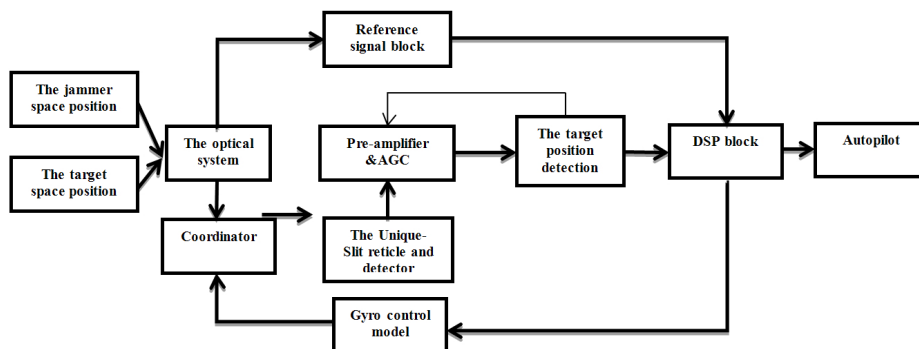 Reference
signal block
The jammer
space position
The target
space position
The optical
system
Pre-amplifier
&AGC
The target
position
detection
DSP block
Autopilot
Coordinator
The Unique-
Slit reticle and
detector
Gyro control
model